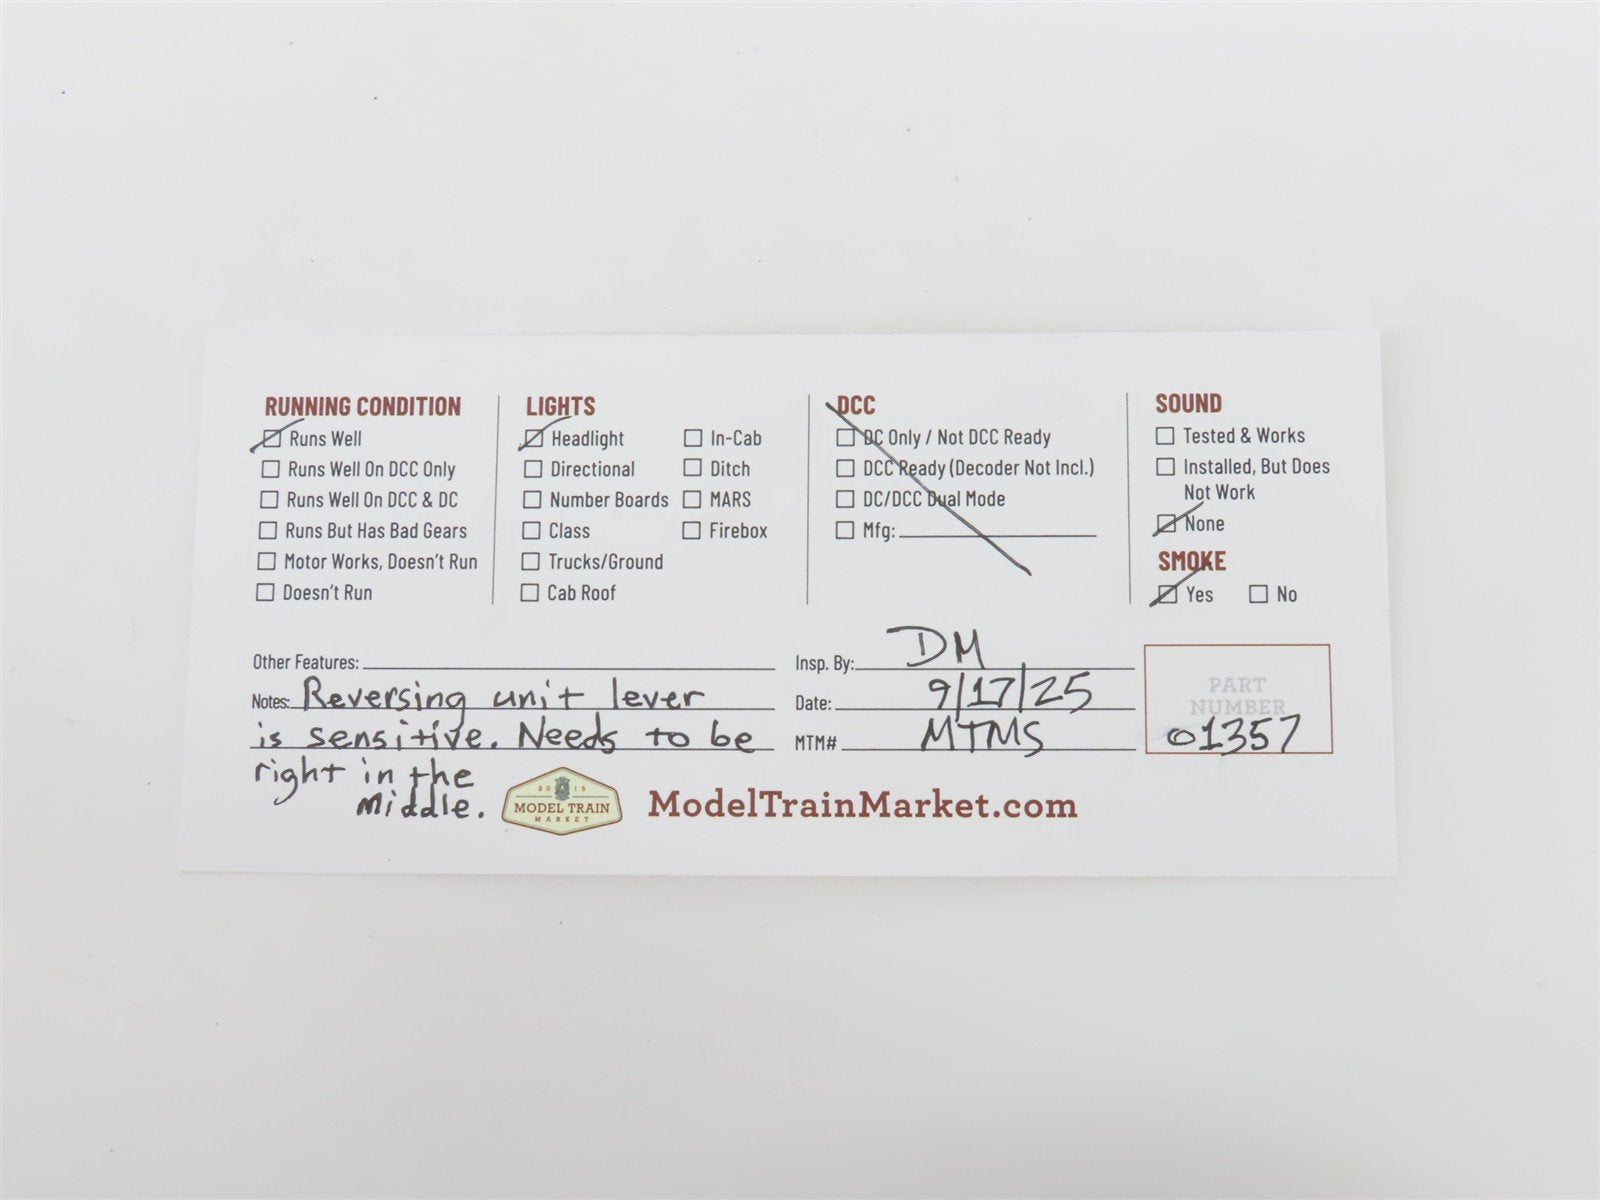 RUNNING CONDITION
Runs Well
Runs Well On DCC Only
Runs Well On DCC & DC
Runs But Has Bad Gears
Motor Works, Doesn't Run
Doesn't Run
LIGHTS
Headlight
Directional
Number Boards
Class
Trucks/Ground
Cab Roof
In-Cab
Ditch
MARS
Firebox
DCC
DC Only / Not DCC Ready
DCC Ready (Decoder Not Incl.)
DC/DCC Dual Mode
Mfg:
SOUND
Tested & Works
Installed, But Does
Not Work
None
SMOKE
Yes No
Other Features:
Notes: Reversing unit lever
is sensitive. Needs to be
right in the
middle.
Insp. By: DM
Date: 9/17/25
MTM# MTMS
PART
NUMBER
01357
2015
MODEL TRAIN
MARKET
ModelTrainMarket.com